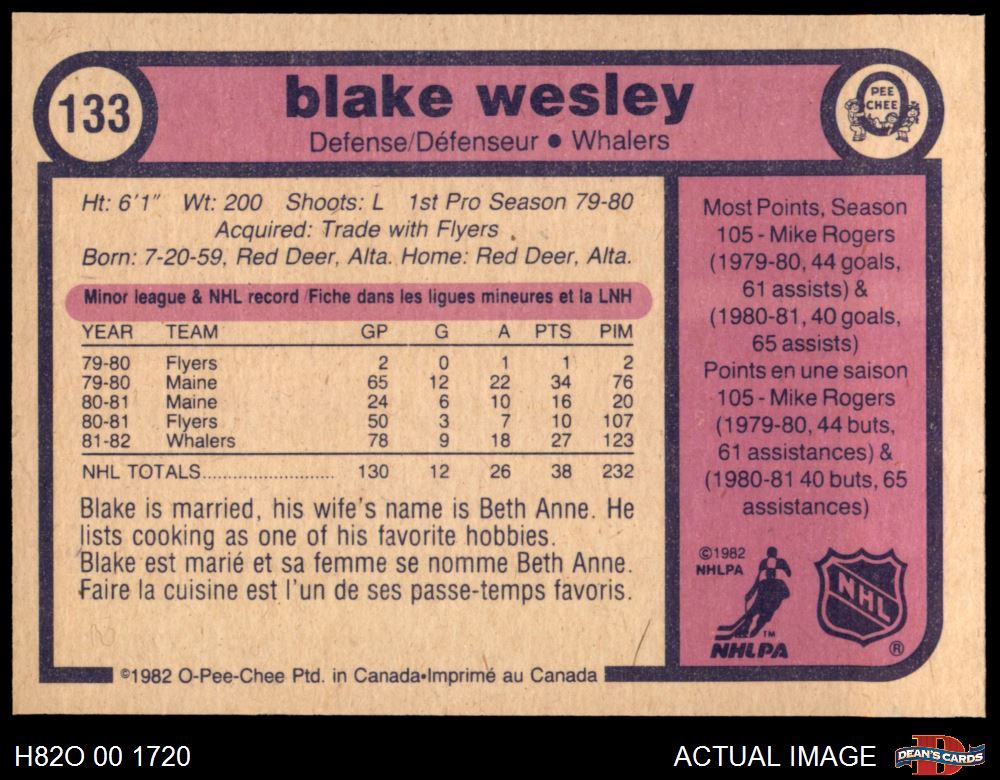 133
blake wesley
Defense/Défenseur • Whalers
PEE
CHEE
Ht: 6'1" Wt: 200 Shoots: L 1st Pro Season 79-80
Acquired: Trade with Flyers
Born: 7-20-59, Red Deer, Alta. Home: Red Deer, Alta.
Minor league & NHL record/Fiche dans les ligues mineures et la LNH
YEAR TEAM GP G A PTS PIM
79-80 Flyers 2 0 1 1 2
79-80 Maine 65 12 22 34 76
80-81 Maine 24 6 10 16 20
80-81 Flyers 50 3 7 10 107
81-82 Whalers 78 9 18 27 123
NHL TOTALS........................ 130 12 26 38 232
Blake is married, his wife's name is Beth Anne. He
lists cooking as one of his favorite hobbies.
Blake est marié et sa femme se nomme Beth Anne.
Faire la cuisine est l'un de ses passe-temps favoris.
Most Points, Season
105 - Mike Rogers
(1979-80, 44 goals,
61 assists) &
(1980-81, 40 goals,
65 assists)
Points en une saison
105 - Mike Rogers
(1979-80, 44 buts,
61 assistances) &
(1980-81 40 buts, 65
assistances)
©1982
NHLPA
TM
NHLPA
NHL
®
©1982 O-Pee-Chee Ptd. in Canada•Imprimé au Canada
H82O 00 1720
ACTUAL IMAGE
D
DEAN'S CARDS